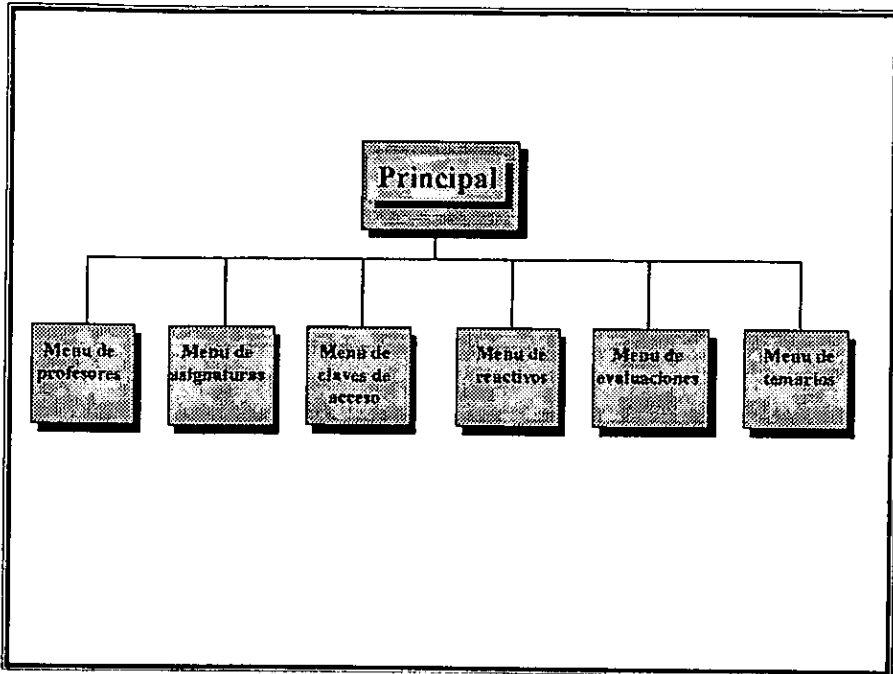 Principal
Menu de
profesores
Menu de
asignaturas
Menu de
claves de
acceso
Menu de
reactivos
Menu de
evaluaciones
Menu de
temarios